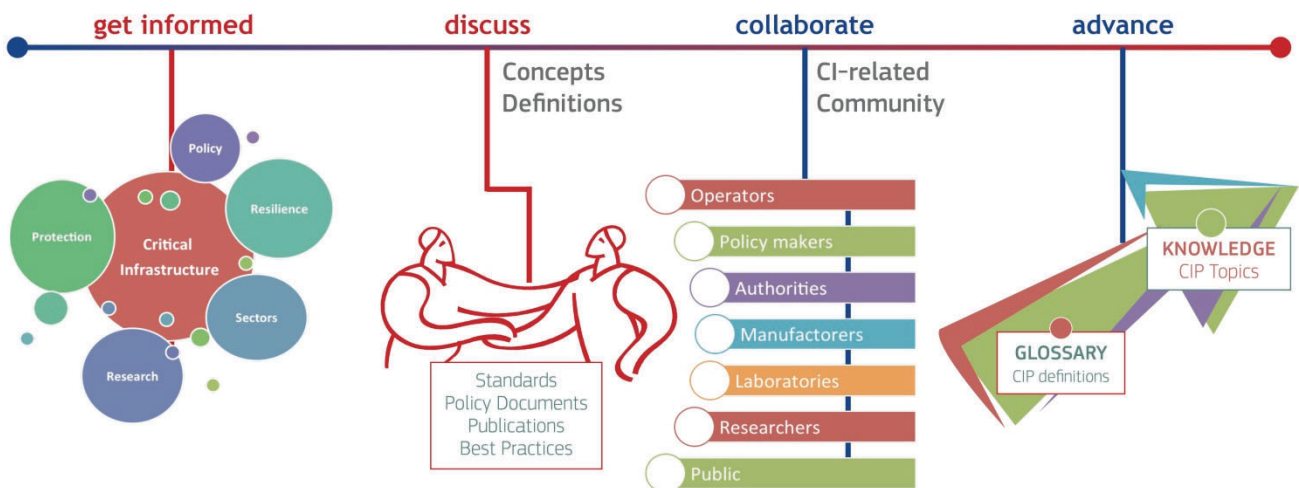 get informed
discuss
collaborate
advance
Concepts
Definitions
CI-related
Community
Policy
Resilience
Protection
Critical
Infrastructure
Sectors
Research
Standards
Policy Documents
Publications
Best Practices
Operators
Policy makers
Authorities
Manufactorers
Laboratories
Researchers
Public
KNOWLEDGE
CIP Topics
GLOSSARY
CIP definitions